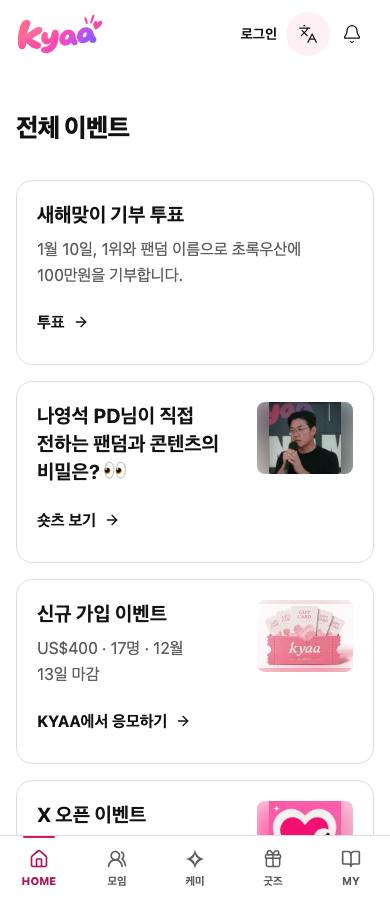 kyaa
로그인
전체 이벤트
새해맞이 기부 투표
1월 10일, 1위와 팬덤 이름으로 초록우산에
100만원을 기부합니다.
투표 →
나영석 PD님이 직접
전하는 팬덤과 콘텐츠의
비밀은?👀
숏츠 보기 →
신규 가입 이벤트
US$400 · 17명 · 12월
13일 마감
GIFT CARD
kyaa
KYAA에서 응모하기 →
X 오픈 이벤트
HOME
모임
케미
굿즈
MY